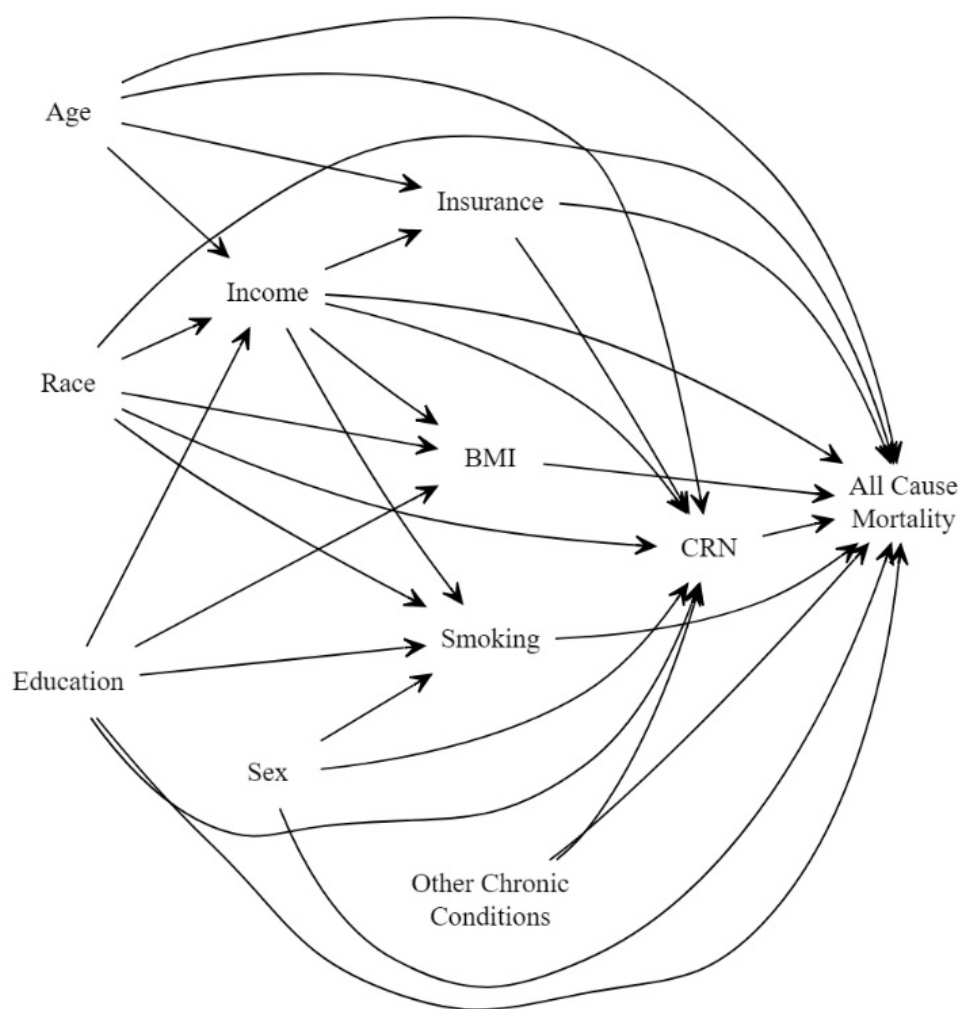 Age
Insurance
Income
Race
BMI
All Cause
Mortality
CRN
Smoking
Education
Sex
Other Chronic
Conditions